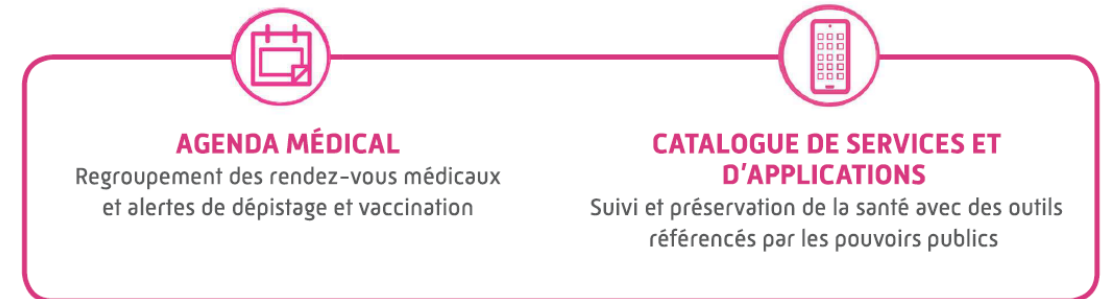 AGENDA MÉDICAL
Regroupement des rendez-vous médicaux
et alertes de dépistage et vaccination
CATALOGUE DE SERVICES ET
D'APPLICATIONS
Suivi et préservation de la santé avec des outils
référencés par les pouvoirs publics